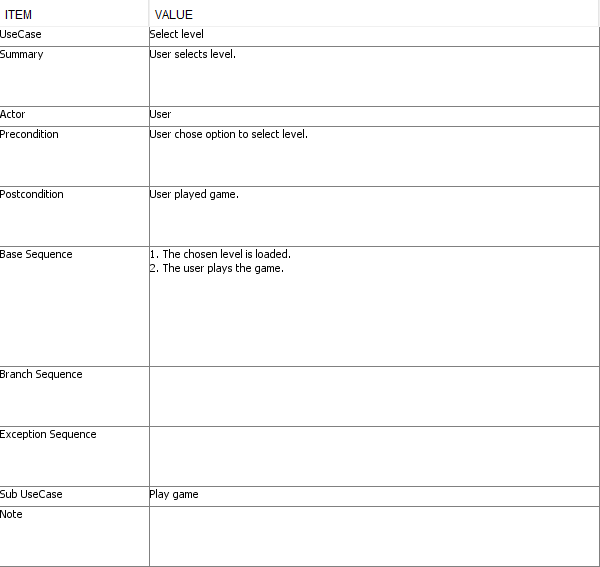 ITEM VALUE
UseCase Select level
Summary User selects level.
Actor User
Precondition User chose option to select level.
Postcondition User played game.
Base Sequence 1. The chosen level is loaded.
2. The user plays the game.
Branch Sequence
Exception Sequence
Sub UseCase Play game
Note